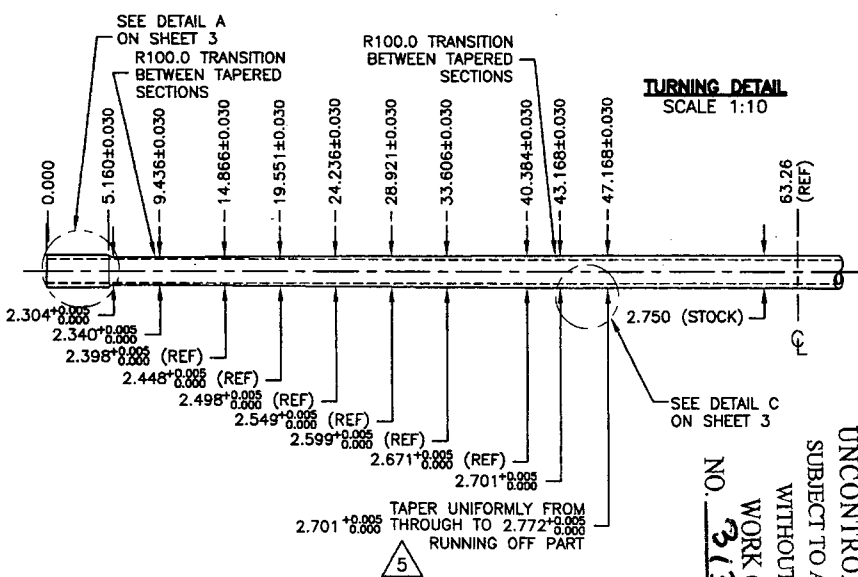 SEE DETAIL A
ON SHEET 3
R100.0 TRANSITION
BETWEEN TAPERED
SECTIONS
R100.0 TRANSITION
BETWEEN TAPERED
SECTIONS
TURNING DETAIL
SCALE 1:10
0.000
5.160±0.030
9.436±0.030
14.866±0.030
19.551±0.030
24.236±0.030
28.921±0.030
33.606±0.030
40.384±0.030
43.168±0.030
47.168±0.030
63.26
(REF)
2.304 +0.005 0.000
2.340 +0.005 0.000
2.398 +0.005 0.000 (REF)
2.448 +0.005 0.000 (REF)
2.498 +0.005 0.000 (REF)
2.549 +0.005 0.000 (REF)
2.599 +0.005 0.000 (REF)
2.671 +0.005 0.000 (REF)
2.701 +0.005 0.000
2.750 (STOCK)
℄
SEE DETAIL C
ON SHEET 3
TAPER UNIFORMLY FROM
2.701 +0.005 0.000 THROUGH TO 2.772 +0.005 0.000
RUNNING OFF PART
5
SUBJECT TO
WITHOUT
WORK
NO. 313